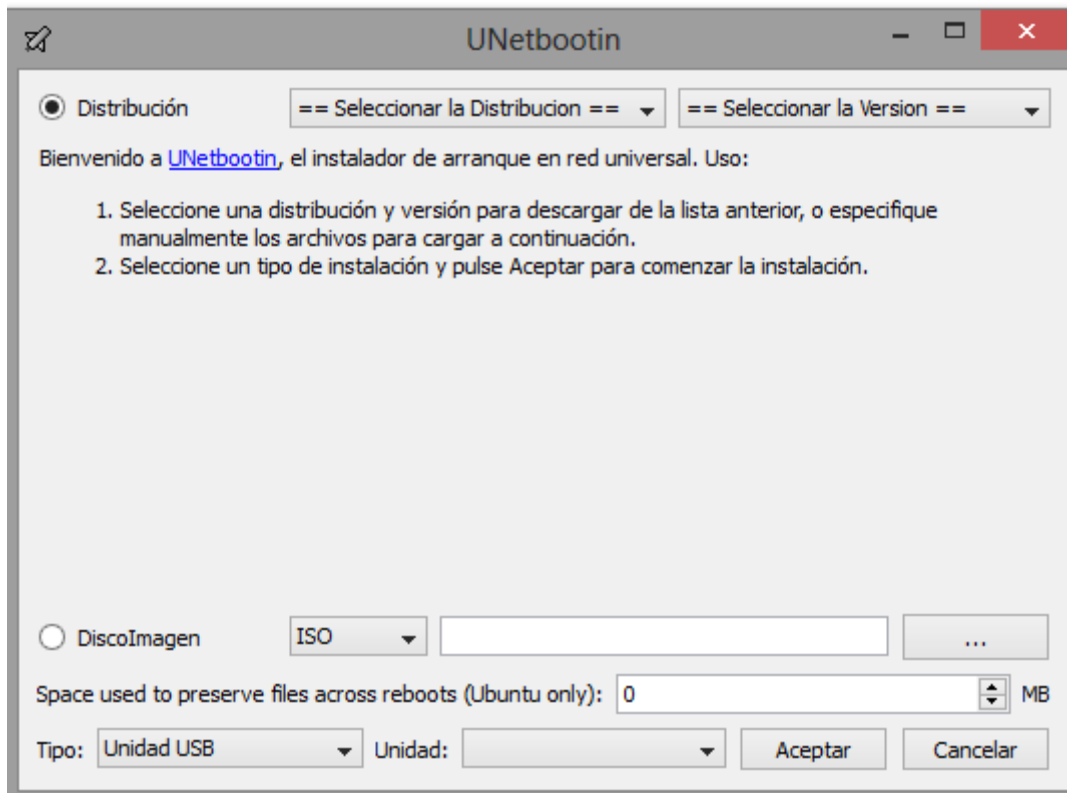 UNetbootin
Distribución == Seleccionar la Distribucion == == Seleccionar la Version ==
Bienvenido a UNetbootin, el instalador de arranque en red universal. Uso:
1. Seleccione una distribución y versión para descargar de la lista anterior, o especifique
manualmente los archivos para cargar a continuación.
2. Seleccione un tipo de instalación y pulse Aceptar para comenzar la instalación.
DiscoImagen ISO ...
Space used to preserve files across reboots (Ubuntu only): 0 MB
Tipo: Unidad USB Unidad: Aceptar Cancelar